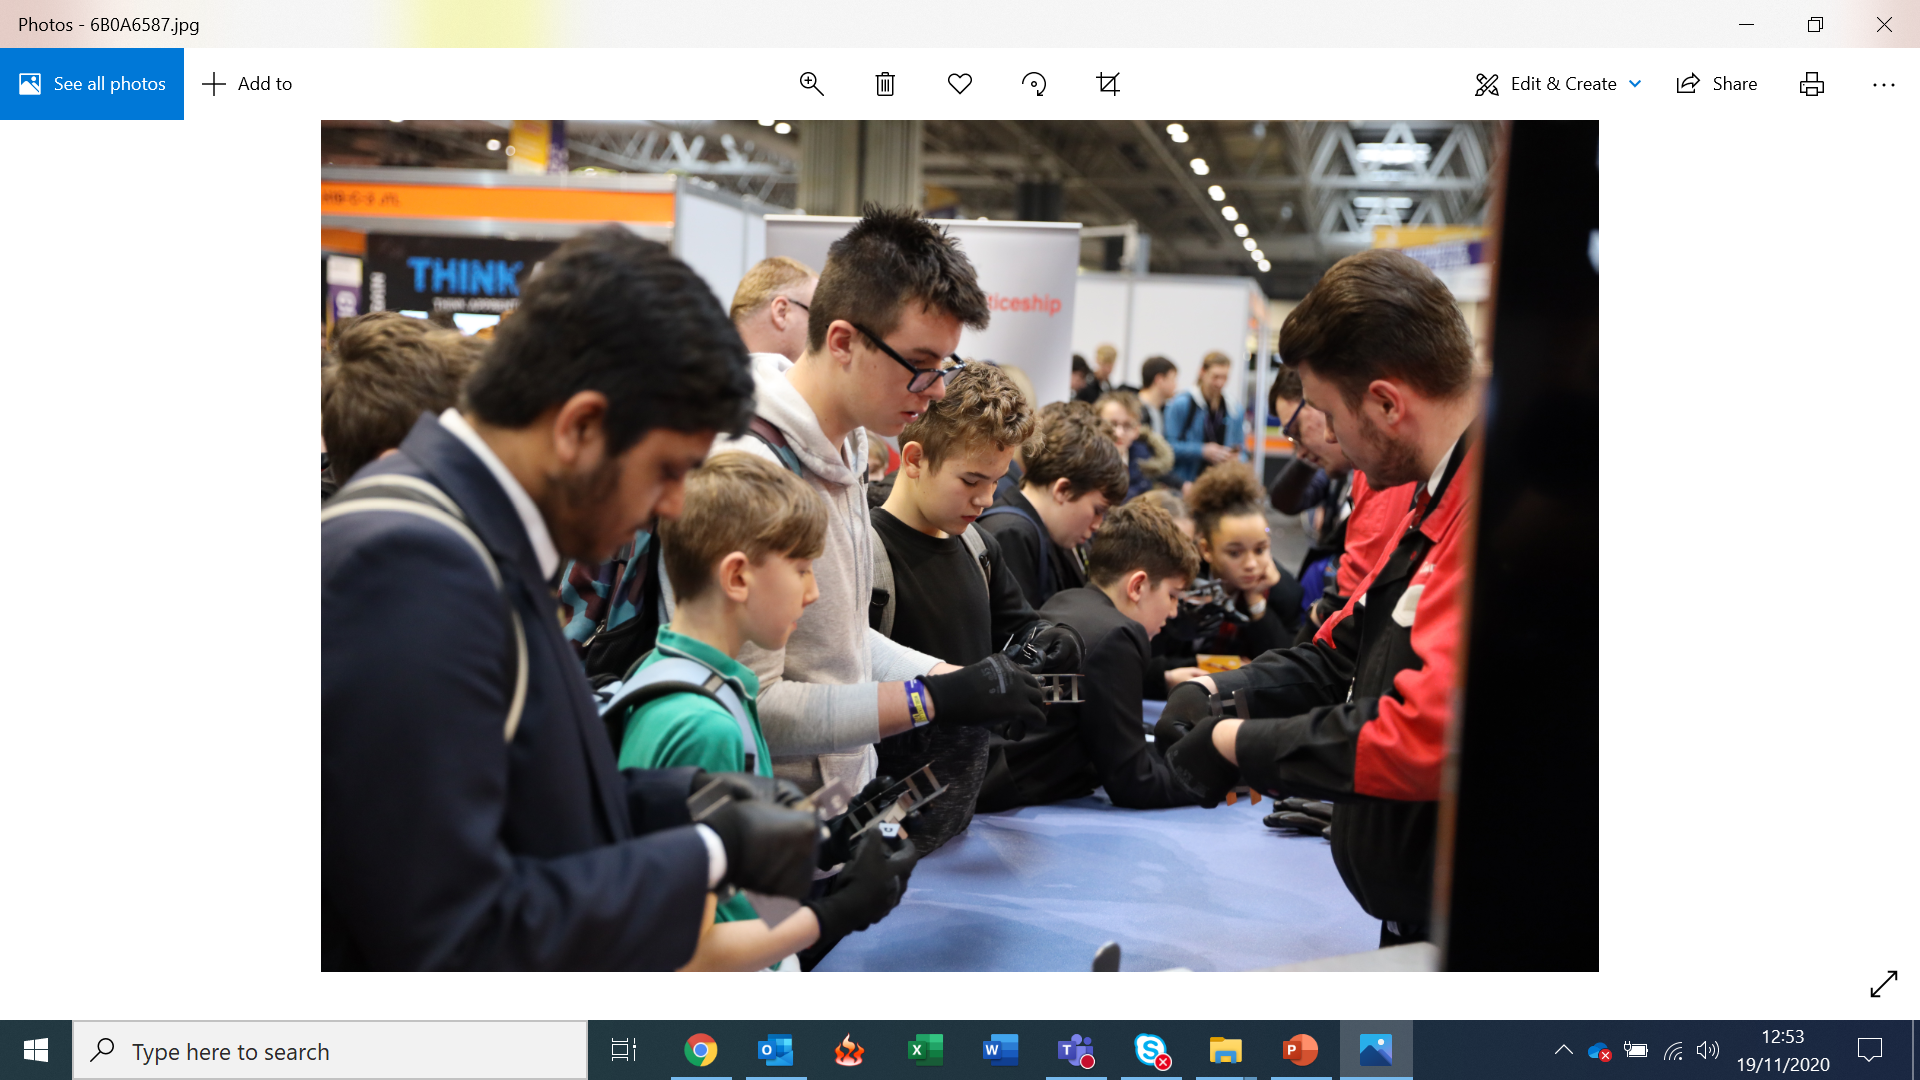 Photos - 6B0A6587.jpg
See all photos
Add to
Edit & Create
Share
THINK
ticeship
Type here to search
12:53
19/11/2020